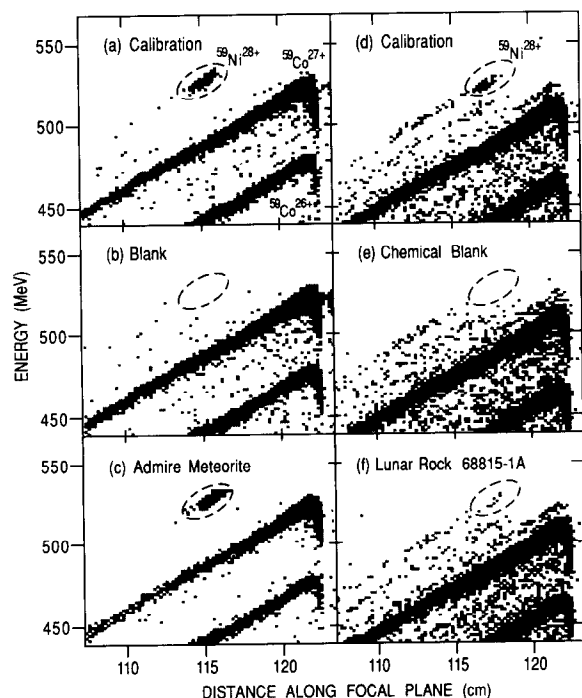 (a) Calibration
⁵⁹Ni²⁸⁺
⁵⁹Co²⁷⁺
⁵⁹Co²⁶⁺
(d) Calibration
⁵⁹Ni²⁸⁺
550
500
450
(b) Blank
(e) Chemical Blank
550
500
450
(c) Admire Meteorite
(f) Lunar Rock 68815-1A
550
500
450
ENERGY (MeV)
110 115 120 110 115 120
DISTANCE ALONG FOCAL PLANE (cm)